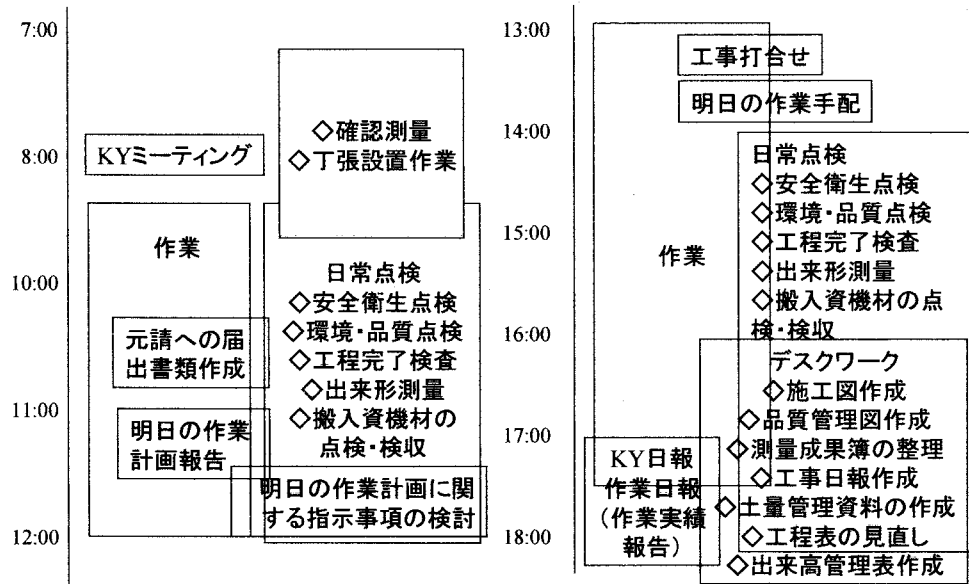 7:00
8:00
10:00
11:00
12:00
KYミーティング
◇確認測量
◇丁張設置作業
作業
元請への届
出書類作成
明日の作業
計画報告
日常点検
◇安全衛生点検
◇環境・品質点検
◇工程完了検査
◇出来形測量
◇搬入資機材の
点検・検収
明日の作業計画に関
する指示事項の検討
13:00
14:00
15:00
16:00
17:00
18:00
工事打合せ
明日の作業手配
作業
日常点検
◇安全衛生点検
◇環境・品質点検
◇工程完了検査
◇出来形測量
◇搬入資機材の点
検・検収
デスクワーク
◇施工図作成
◇品質管理図作成
◇測量成果簿の整理
◇工事日報作成
◇土量管理資料の作成
◇工程表の見直し
◇出来高管理表作成
KY日報
作業日報
（作業実績
報告）